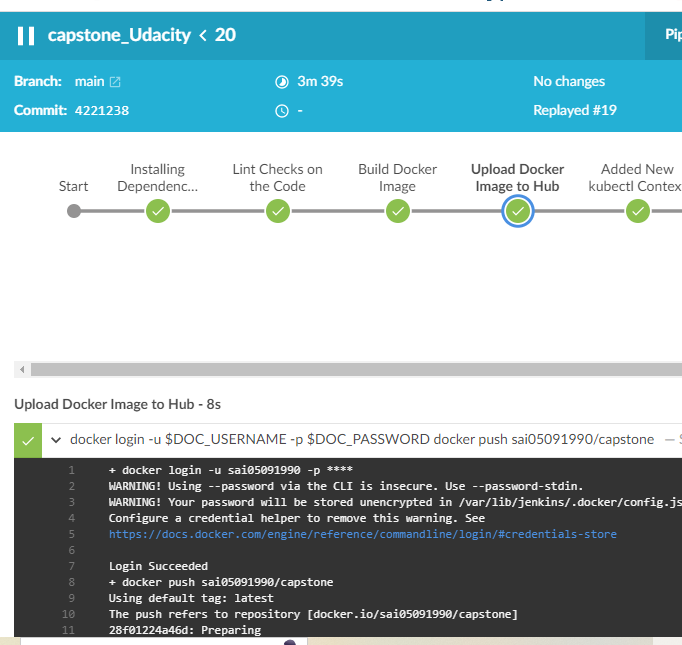 capstone_Udacity < 20
Pip
Branch: main
3m 39s
No changes
Commit: 4221238
-
Replayed #19
Start
Installing
Dependenc...
Lint Checks on
the Code
Build Docker
Image
Upload Docker
Image to Hub
Added New
kubectl Contex
Upload Docker Image to Hub - 8s
docker login -u $DOC_USERNAME -p $DOC_PASSWORD docker push sai05091990/capstone — S
1 + docker login -u sai05091990 -p ****
2 WARNING! Using --password via the CLI is insecure. Use --password-stdin.
3 WARNING! Your password will be stored unencrypted in /var/lib/jenkins/.docker/config.js
4 Configure a credential helper to remove this warning. See
5 https://docs.docker.com/engine/reference/commandline/login/#credentials-store
6
7 Login Succeeded
8 + docker push sai05091990/capstone
9 Using default tag: latest
10 The push refers to repository [docker.io/sai05091990/capstone]
11 28f01224a46d: Preparing